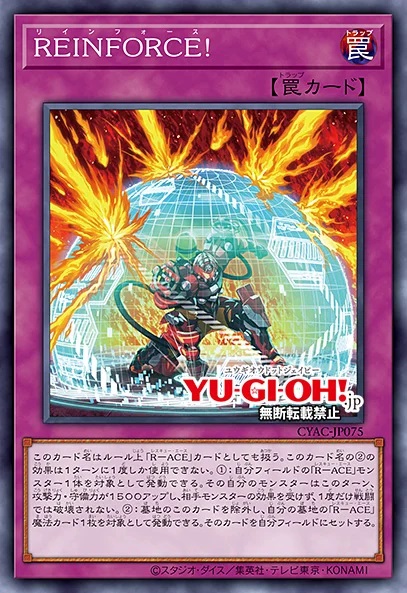 リインフォース
REINFORCE!
トラップ
罠
トラップ
【罠カード】
ユウギオウドットジェイピー
YU-GI-OH!.jp
無断転載禁止
CYAC-JP075
このカード名はルール上「R-ACE」カードとしても扱う。このカード名の②の
効果は1ターンに1度しか使用できない。①：自分フィールドの「R-ACE」モン
スター1体を対象として発動できる。その自分のモンスターはこのターン、
攻撃力・守備力が1500アップし、相手モンスターの効果を受けず、1度だけ戦闘
では破壊されない。②：墓地のこのカードを除外し、自分の墓地の「R-ACE」
魔法カード1枚を対象として発動できる。そのカードを自分フィールドにセットする。
©スタジオ・ダイス／集英社・テレビ東京・KONAMI